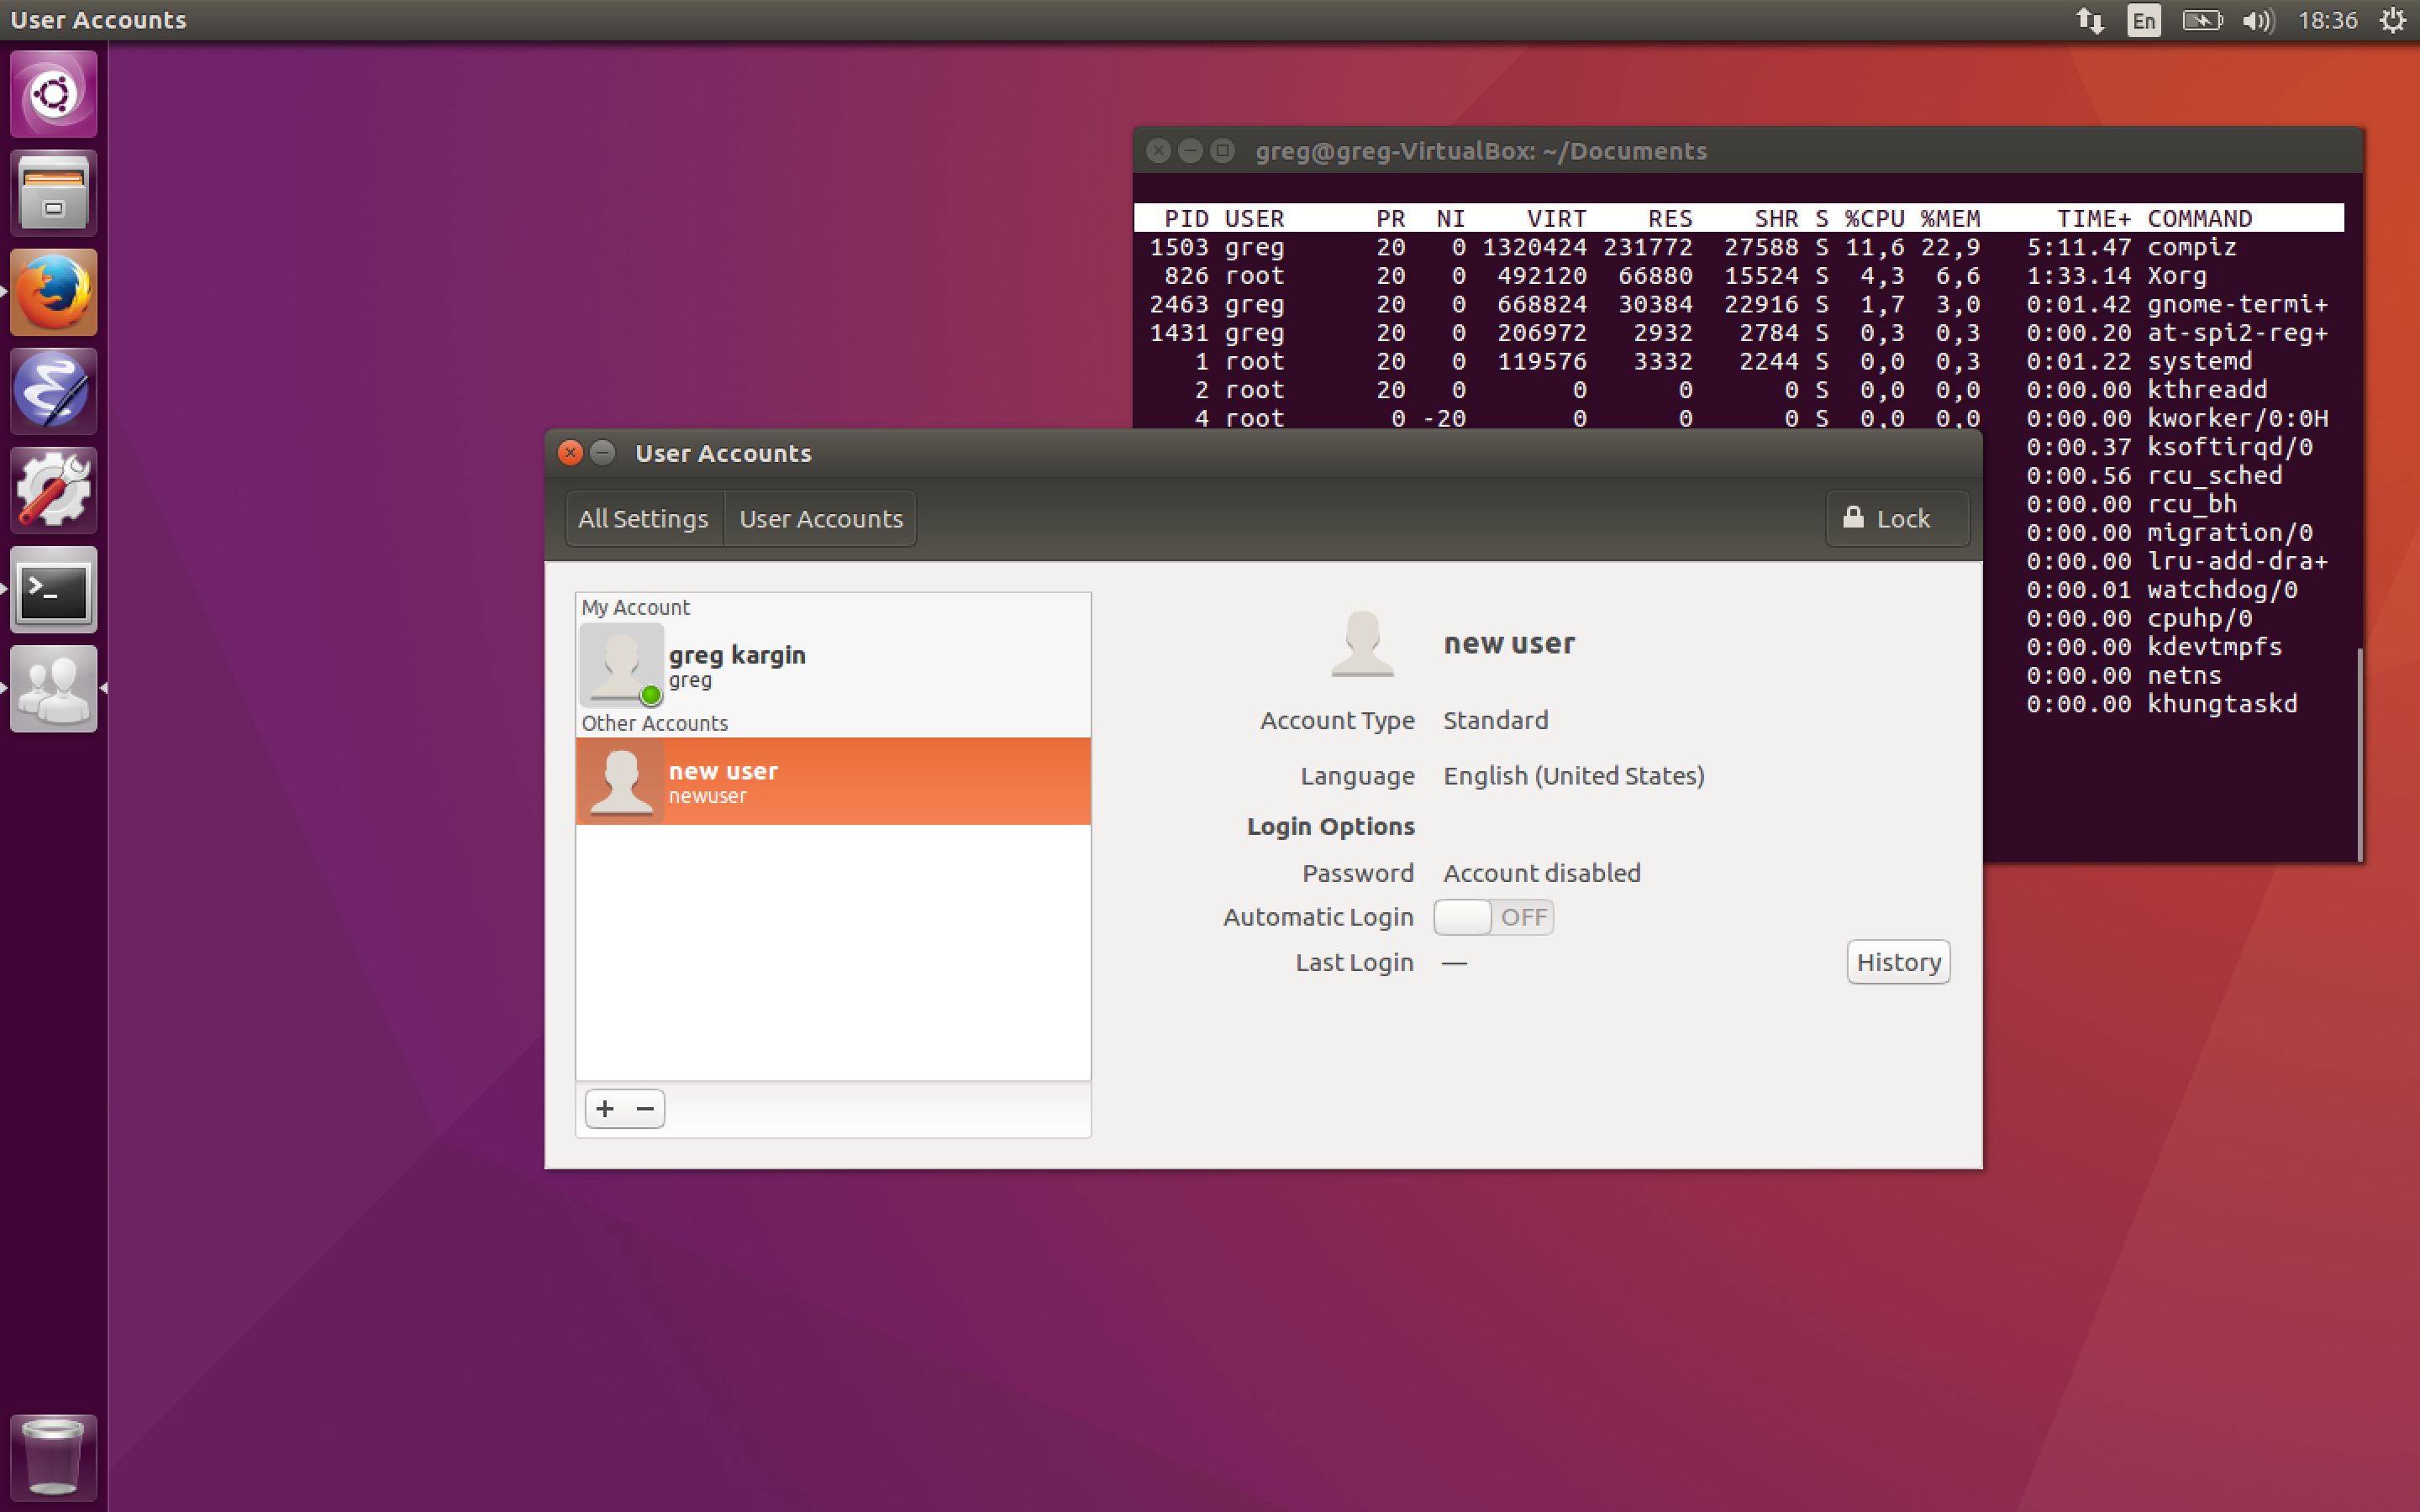 User Accounts
En
18:36
greg@greg-VirtualBox: ~/Documents
PID USER PR NI VIRT RES SHR S %CPU %MEM TIME+ COMMAND
1503 greg 20 0 1320424 231772 27588 S 11,6 22,9 5:11.47 compiz
826 root 20 0 492120 66880 15524 S 4,3 6,6 1:33.14 Xorg
2463 greg 20 0 668824 30384 22916 S 1,7 3,0 0:01.42 gnome-termi+
1431 greg 20 0 206972 2932 2784 S 0,3 0,3 0:00.20 at-spi2-reg+
1 root 20 0 119576 3332 2244 S 0,0 0,3 0:01.22 systemd
2 root 20 0 0 0 0 S 0,0 0,0 0:00.00 kthreadd
4 root 0 -20 0 0 0 S 0,0 0,0 0:00.00 kworker/0:0H
0:00.37 ksoftirqd/0
0:00.56 rcu_sched
0:00.00 rcu_bh
0:00.00 migration/0
0:00.00 lru-add-dra+
0:00.01 watchdog/0
0:00.00 cpuhp/0
0:00.00 kdevtmpfs
0:00.00 netns
0:00.00 khungtaskd
User Accounts
All Settings User Accounts
Lock
My Account
greg kargin
greg
Other Accounts
new user
newuser
new user
Account Type Standard
Language English (United States)
Login Options
Password Account disabled
Automatic Login OFF
Last Login —
History